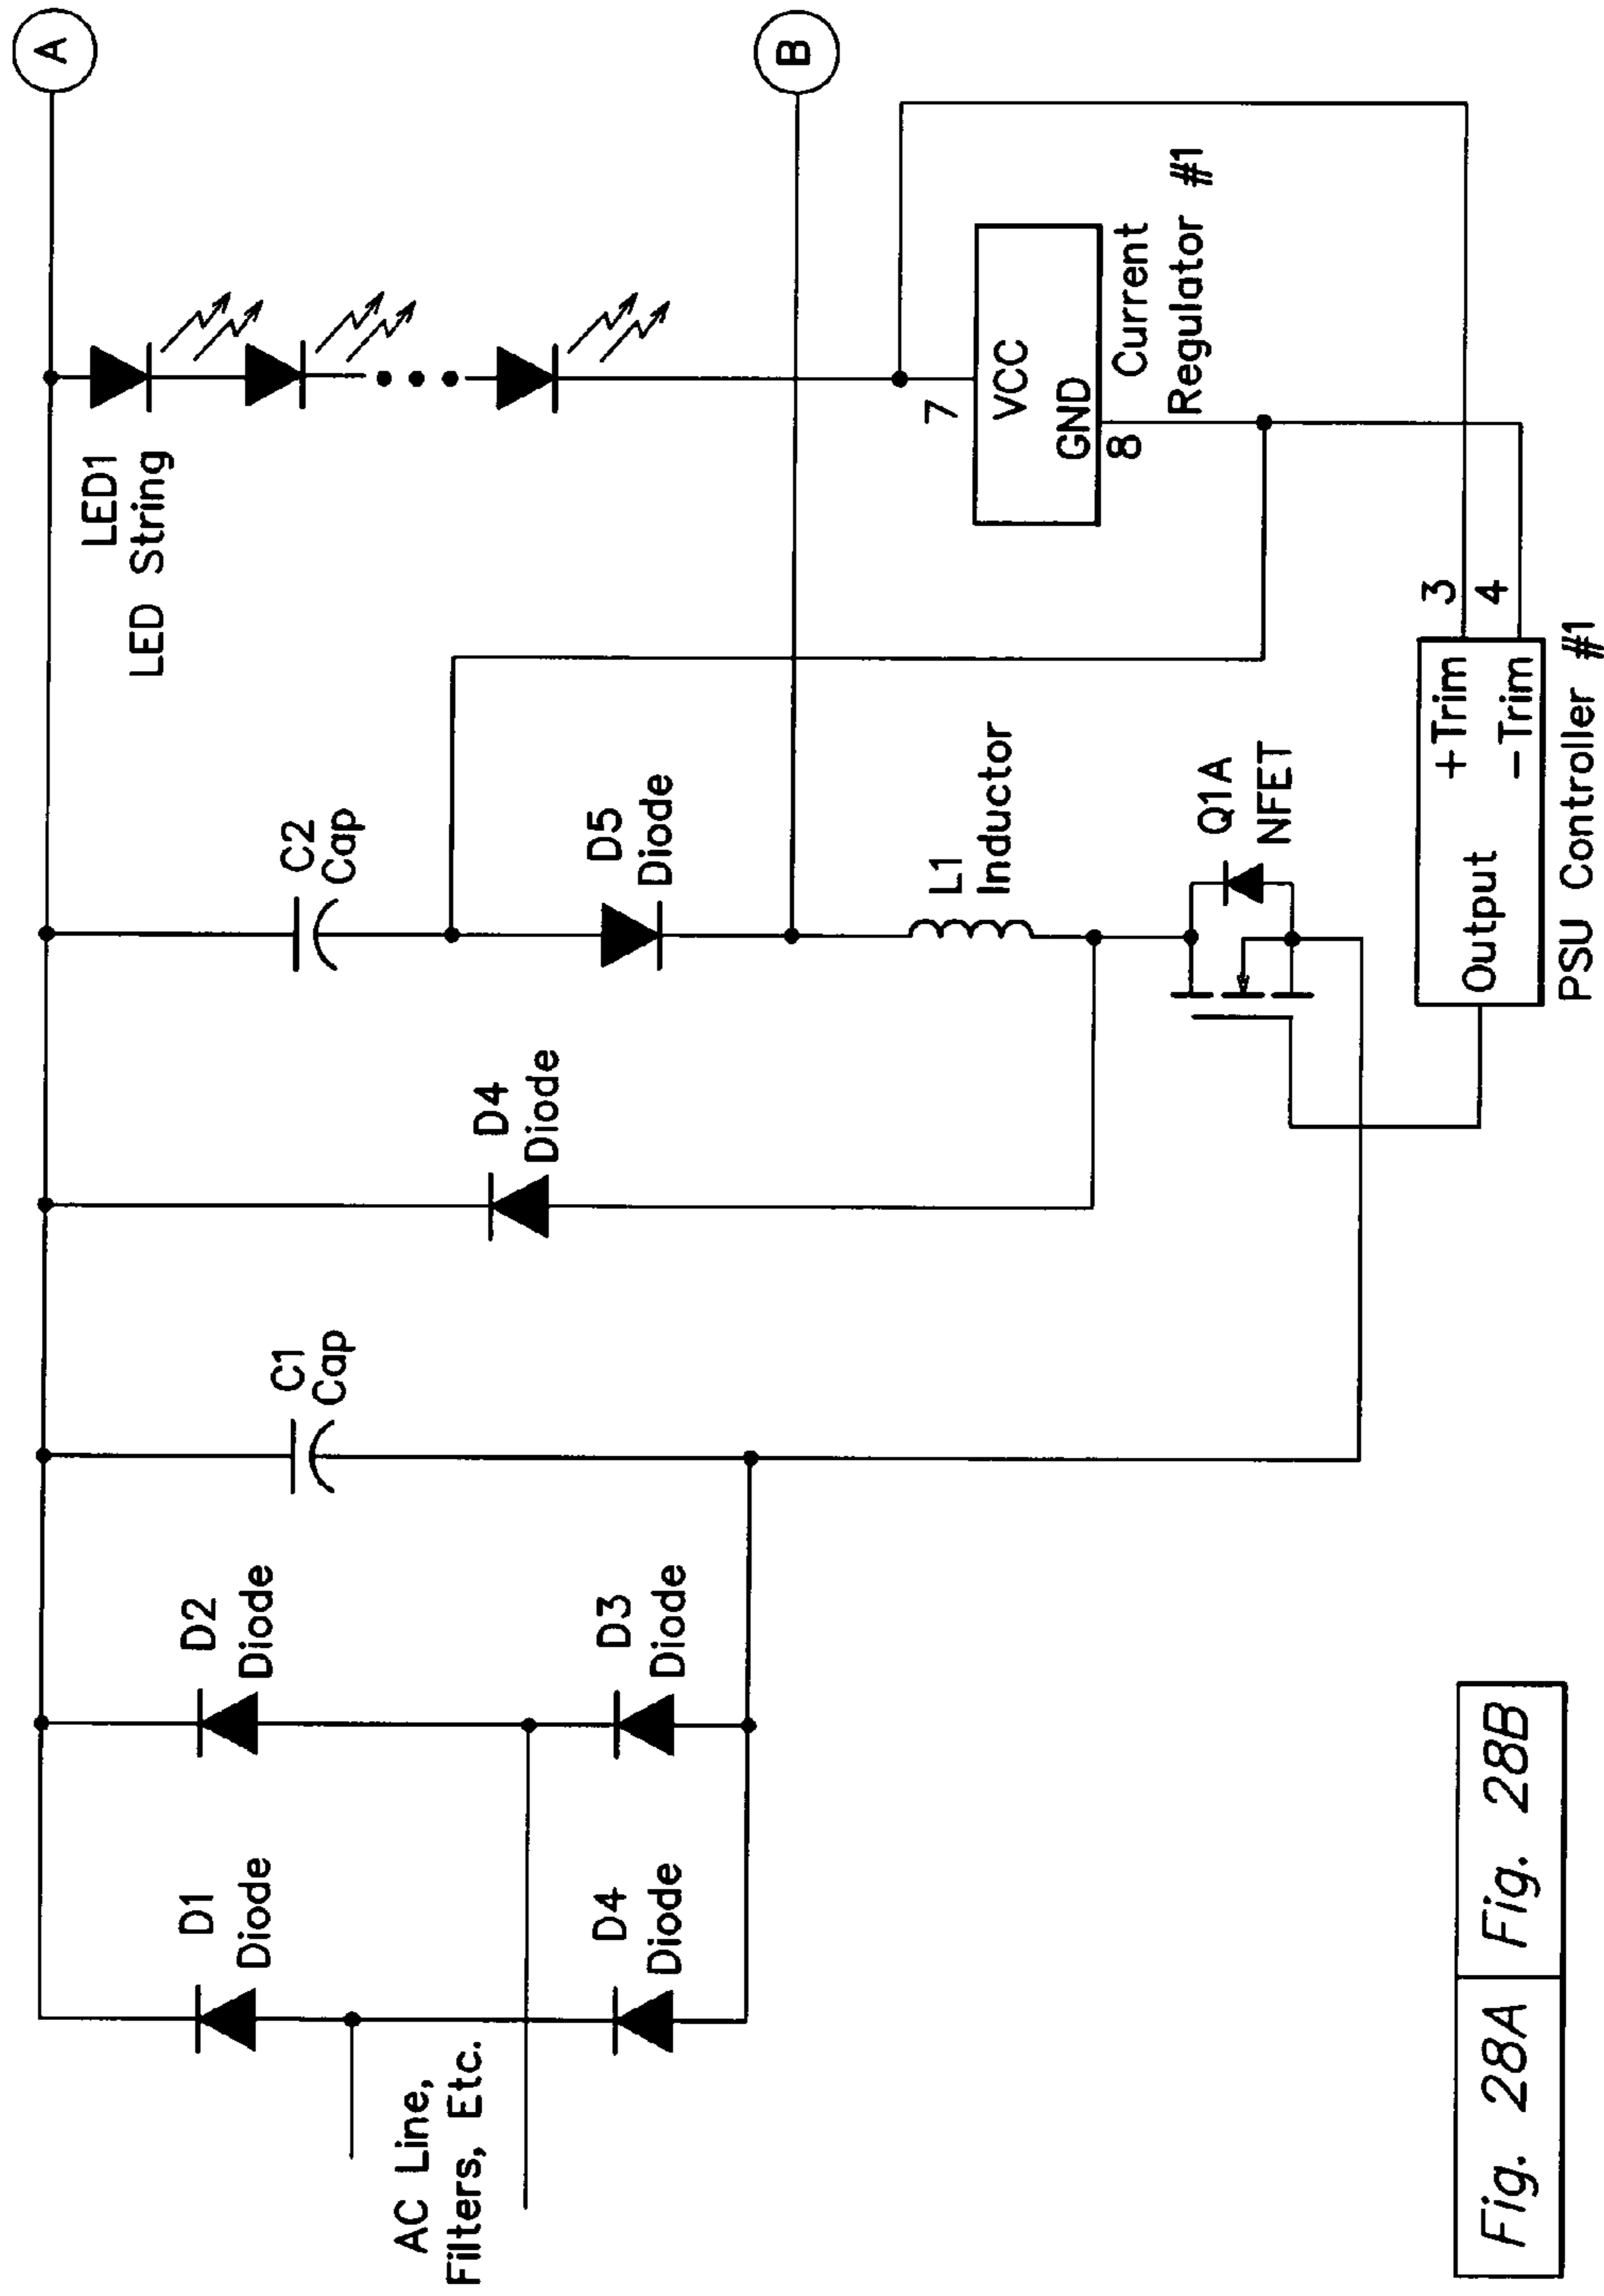 A
B
LED1
LED String
C2
Cap
D5
Diode
D4
Diode
C1
Cap
D2
Diode
D3
Diode
D1
Diode
D4
Diode
AC Line,
Filters, Etc.
L1
Inductor
Q1A
NFET
7
VCC
GND
8
Current
Regulator #1
3
4
+Trim
-Trim
Output
PSU Controller #1
Fig. 28A
Fig. 28B